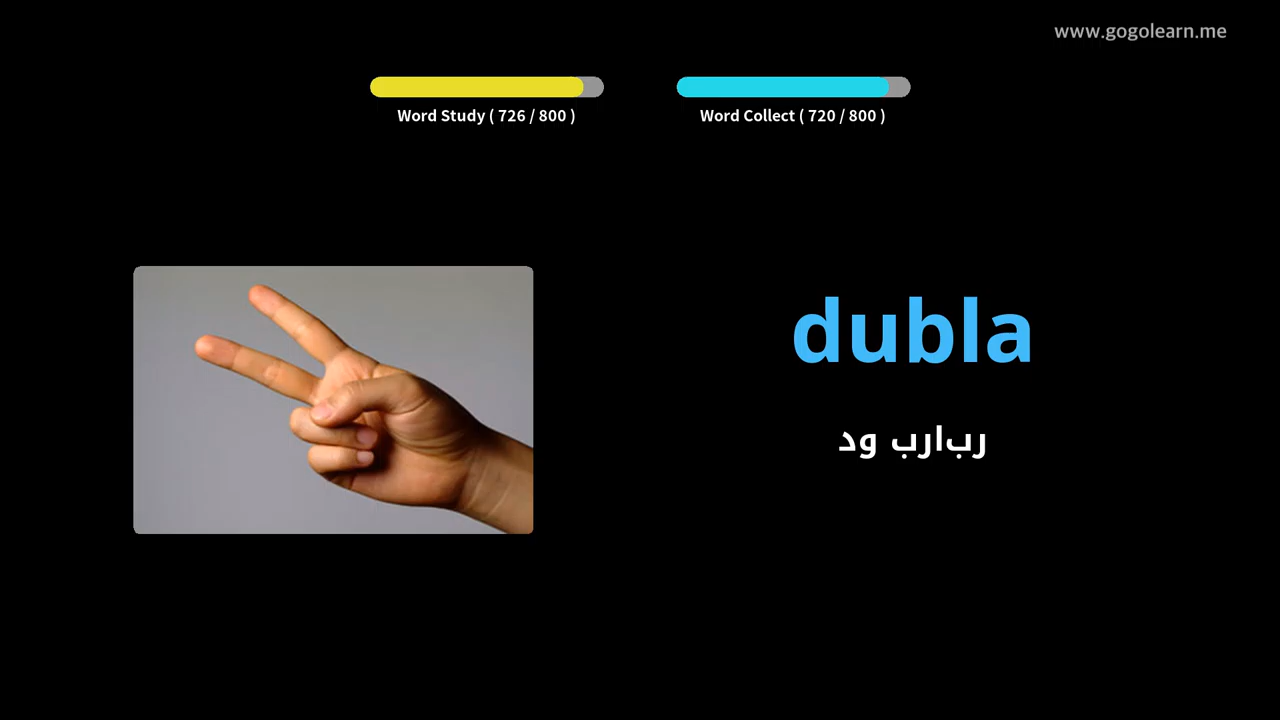 www.gogolearn.me
Word Study ( 726 / 800 )
Word Collect ( 720 / 800 )
dubla
ربارب ود